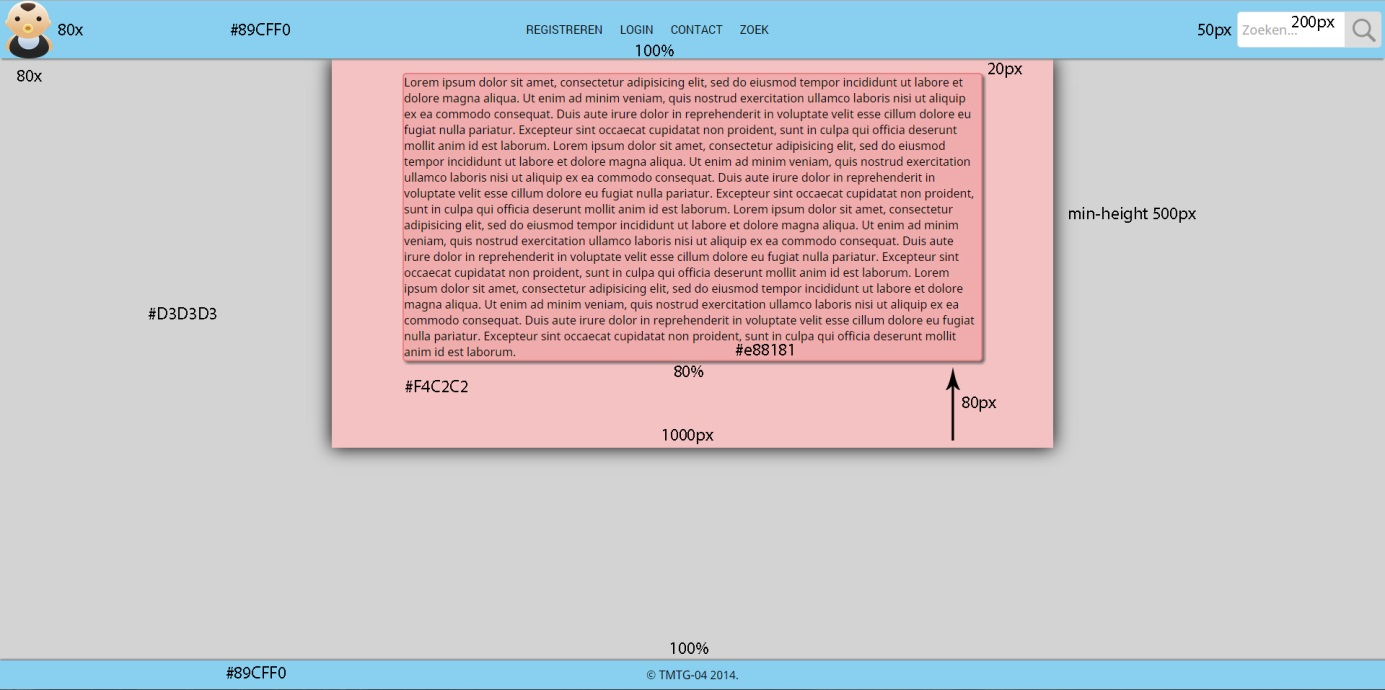 80x
#89CFF0
REGISTREREN LOGIN CONTACT ZOEK
100%
50px
Zoeken...
200px
80x
20px
Lorem ipsum dolor sit amet, consectetur adipisicing elit, sed do eiusmod tempor incididunt ut labore et
dolore magna aliqua. Ut enim ad minim veniam, quis nostrud exercitation ullamco laboris nisi ut aliquip
ex ea commodo consequat. Duis aute irure dolor in reprehenderit in voluptate velit esse cillum dolore eu
fugiat nulla pariatur. Excepteur sint occaecat cupidatat non proident, sunt in culpa qui officia deserunt
mollit anim id est laborum. Lorem ipsum dolor sit amet, consectetur adipisicing elit, sed do eiusmod
tempor incididunt ut labore et dolore magna aliqua. Ut enim ad minim veniam, quis nostrud exercitation
ullamco laboris nisi ut aliquip ex ea commodo consequat. Duis aute irure dolor in reprehenderit in
voluptate velit esse cillum dolore eu fugiat nulla pariatur. Excepteur sint occaecat cupidatat non proident,
sunt in culpa qui officia deserunt mollit anim id est laborum. Lorem ipsum dolor sit amet, consectetur
adipisicing elit, sed do eiusmod tempor incididunt ut labore et dolore magna aliqua. Ut enim ad minim
veniam, quis nostrud exercitation ullamco laboris nisi ut aliquip ex ea commodo consequat. Duis aute
irure dolor in reprehenderit in voluptate velit esse cillum dolore eu fugiat nulla pariatur. Excepteur sint
occaecat cupidatat non proident, sunt in culpa qui officia deserunt mollit anim id est laborum. Lorem
ipsum dolor sit amet, consectetur adipisicing elit, sed do eiusmod tempor incididunt ut labore et dolore
magna aliqua. Ut enim ad minim veniam, quis nostrud exercitation ullamco laboris nisi ut aliquip ex ea
commodo consequat. Duis aute irure dolor in reprehenderit in voluptate velit esse cillum dolore eu fugiat
nulla pariatur. Excepteur sint occaecat cupidatat non proident, sunt in culpa qui officia deserunt mollit
anim id est laborum.
#e88181
min-height 500px
#D3D3D3
80%
#F4C2C2
80px
1000px
100%
#89CFF0
© TMTG-04 2014.